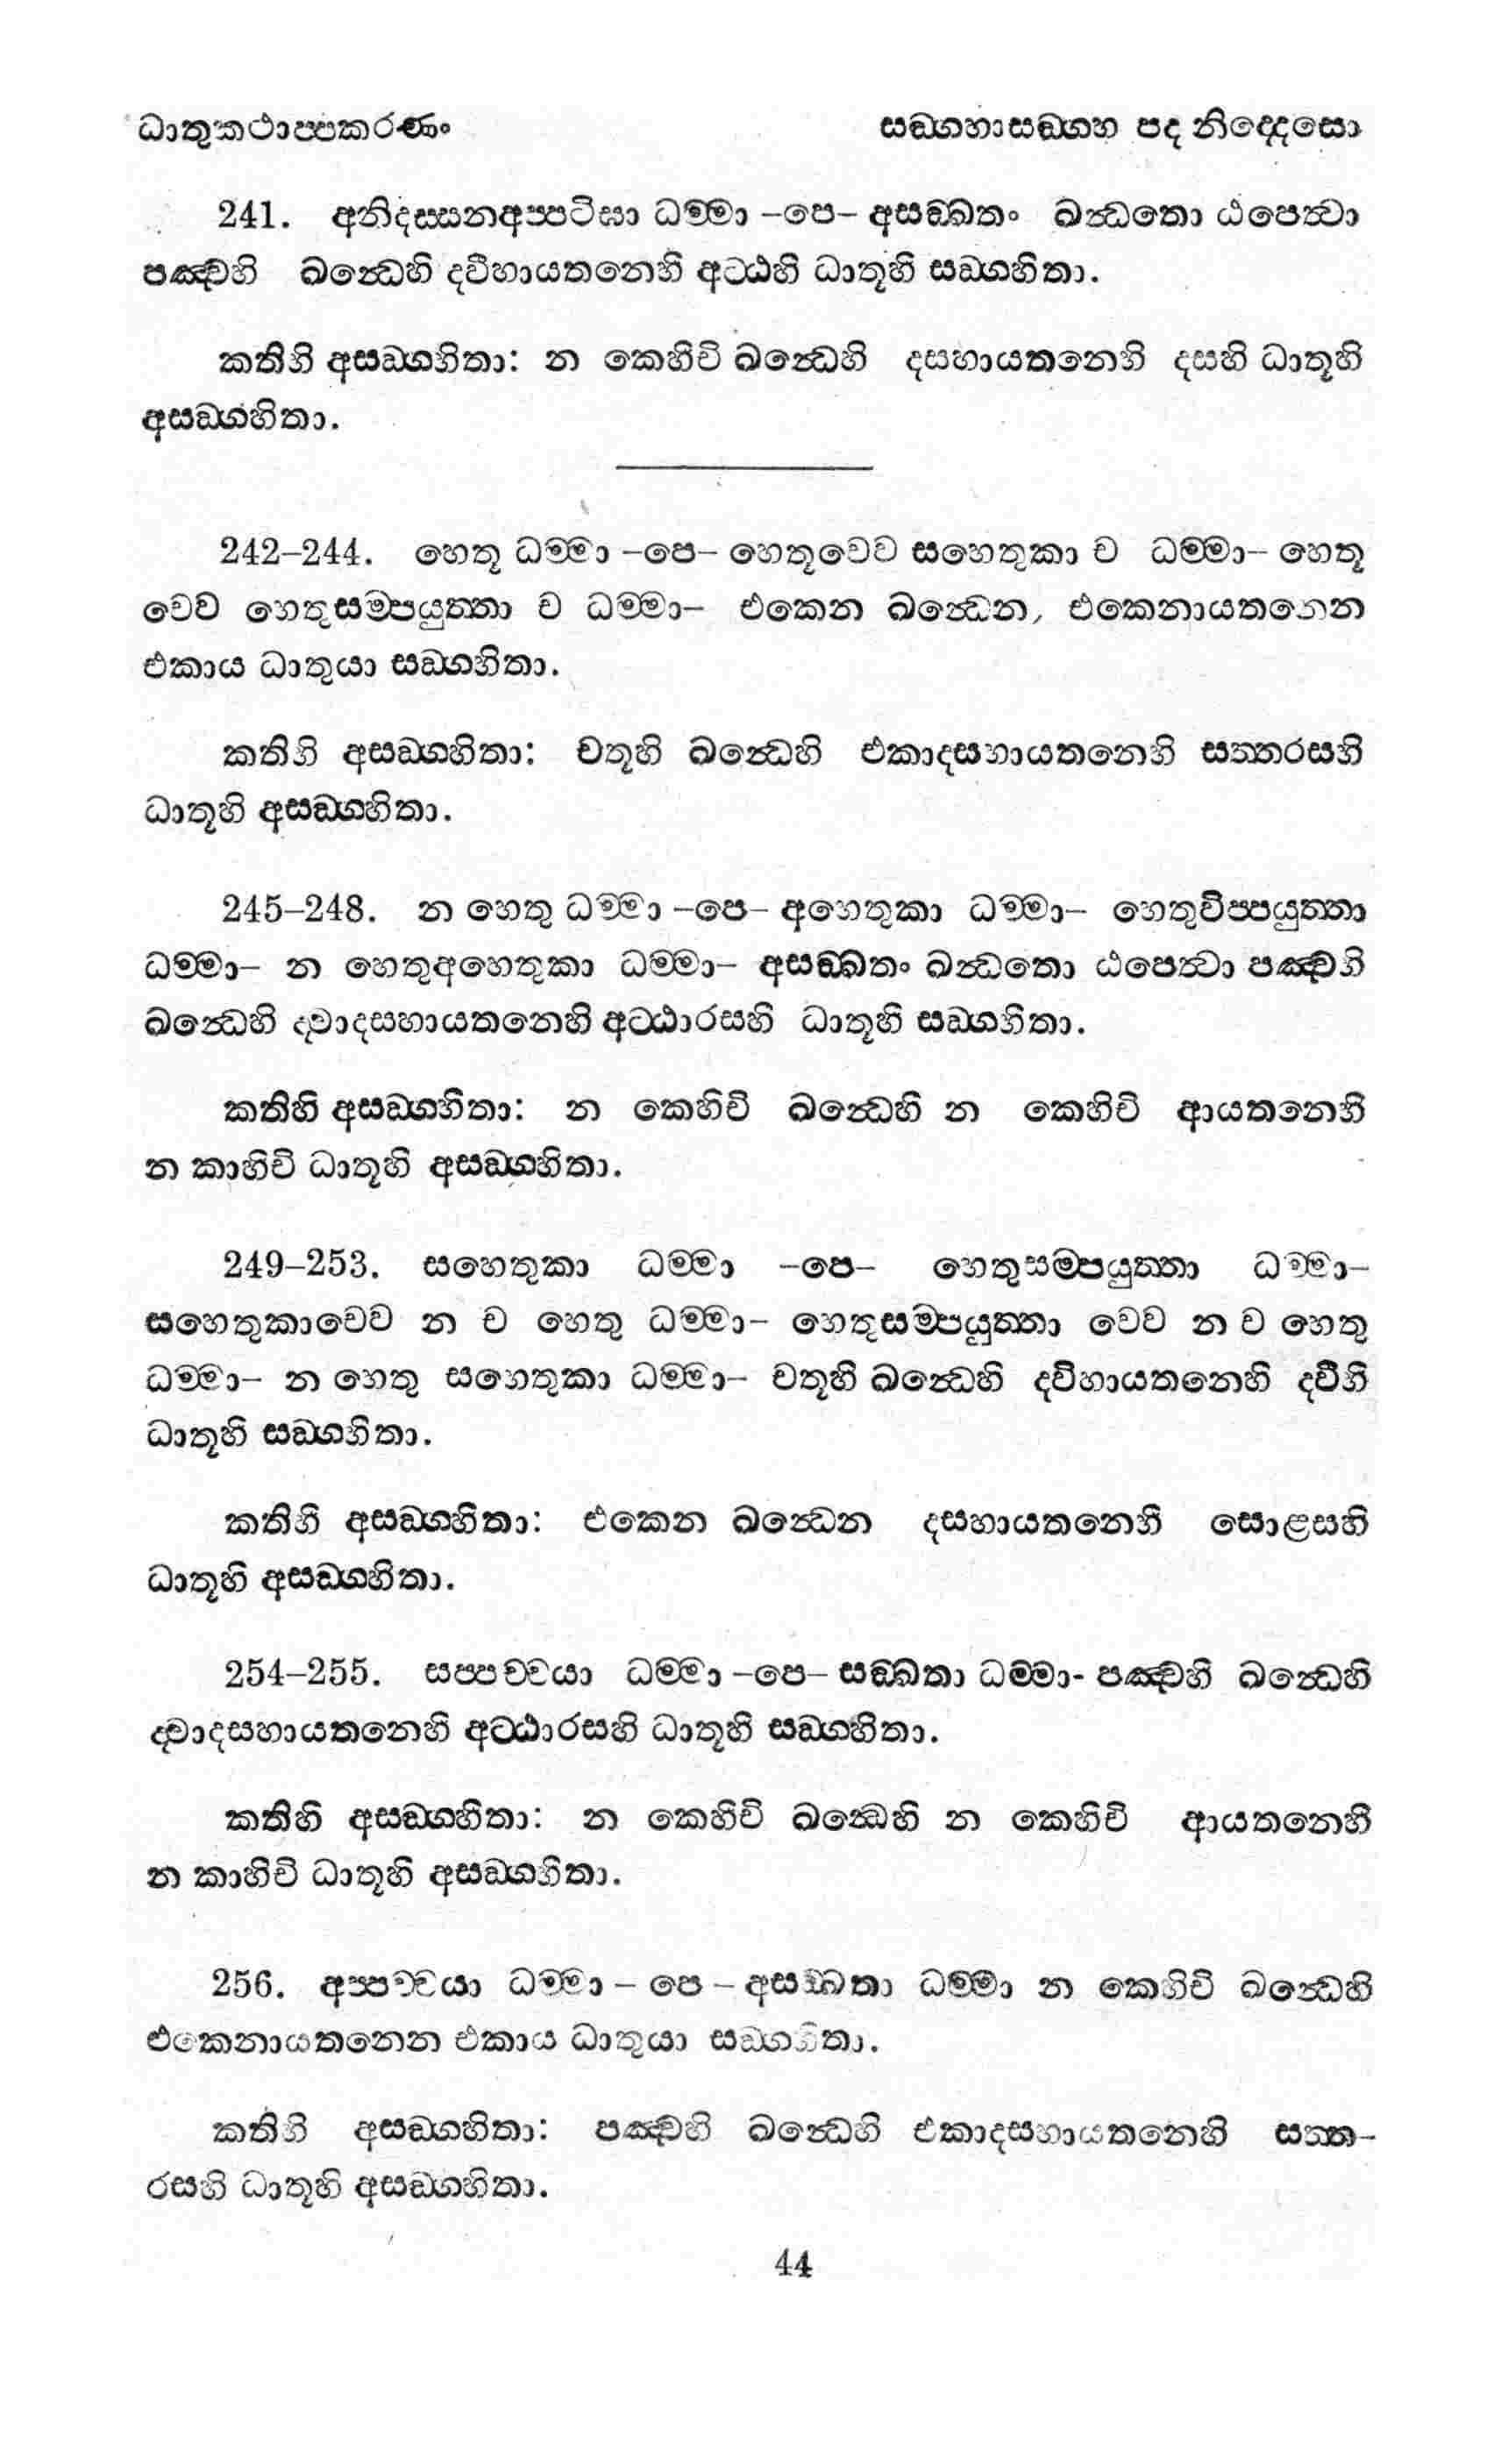 ධාතුකථාප්පකරණං සඞ්ගහාසඞ්ගහ පද නිද්දෙසො
241. අනිදස්සනඅප්පටිඝා ධම්මා –පෙ– අසඞ්ඛතං ඛන්ධතො ඨපෙත්වා
පඤ්චහි ඛන්ධෙහි ද්වීහායතනෙහි අට්ඨහි ධාතූහි සඞ්ගහිතා.
කතිහි අසඞ්ගහිතා: න කෙහිචි ඛන්ධෙහි දසහායතනෙහි දසහි ධාතූහි
අසඞ්ගහිතා.
242–244. හෙතූ ධම්මා –පෙ– හෙතූචෙව සහෙතුකා ච ධම්මා– හෙතූ
චෙව හෙතුසම්පයුත්තා ච ධම්මා– එකෙන ඛන්ධෙන, එකෙනායතනෙන
එකාය ධාතුයා සඞ්ගහිතා.
කතිහි අසඞ්ගහිතා: චතූහි ඛන්ධෙහි එකාදසහායතනෙහි සත්තරසහි
ධාතූහි අසඞ්ගහිතා.
245–248. න හෙතු ධම්මා –පෙ– අහෙතුකා ධම්මා– හෙතුවිප්පයුත්තා
ධම්මා– න හෙතුඅහෙතුකා ධම්මා– අසඞ්ඛතං ඛන්ධතො ඨපෙත්වා පඤ්චහි
ඛන්ධෙහි ද්වාදසහායතනෙහි අට්ඨාරසහි ධාතූහි සඞ්ගහිතා.
කතිහි අසඞ්ගහිතා: න කෙහිචි ඛන්ධෙහි න කෙහිචි ආයතනෙහි
න කාහිචි ධාතූහි අසඞ්ගහිතා.
249–253. සහෙතුකා ධම්මා –පෙ– හෙතුසම්පයුත්තා ධම්මා–
සහෙතුකාචෙව න ච හෙතු ධම්මා– හෙතුසම්පයුත්තා චෙව න ච හෙතු
ධම්මා– න හෙතු සහෙතුකා ධම්මා– චතූහි ඛන්ධෙහි ද්විහායතනෙහි ද්වීහි
ධාතූහි සඞ්ගහිතා.
කතිහි අසඞ්ගහිතා: එකෙන ඛන්ධෙන දසහායතනෙහි සොළසහි
ධාතූහි අසඞ්ගහිතා.
254–255. සප්පච්චයා ධම්මා –පෙ– සඞ්ඛතා ධම්මා- පඤ්චහි ඛන්ධෙහි
ද්වාදසහායතනෙහි අට්ඨාරසහි ධාතූහි සඞ්ගහිතා.
කතිහි අසඞ්ගහිතා: න කෙහිචි ඛන්ධෙහි න කෙහිචි ආයතනෙහි
න කාහිචි ධාතූහි අසඞ්ගහිතා.
256. අප්පච්චයා ධම්මා – පෙ – අසඞ්ඛතා ධම්මා න කෙහිචි ඛන්ධෙහි
එකෙනායතනෙන එකාය ධාතුයා සඞ්ගහිතා.
කතිහි අසඞ්ගහිතා: පඤ්චහි ඛන්ධෙහි එකාදසහායතනෙහි සත්ත–
රසහි ධාතූහි අසඞ්ගහිතා.
44